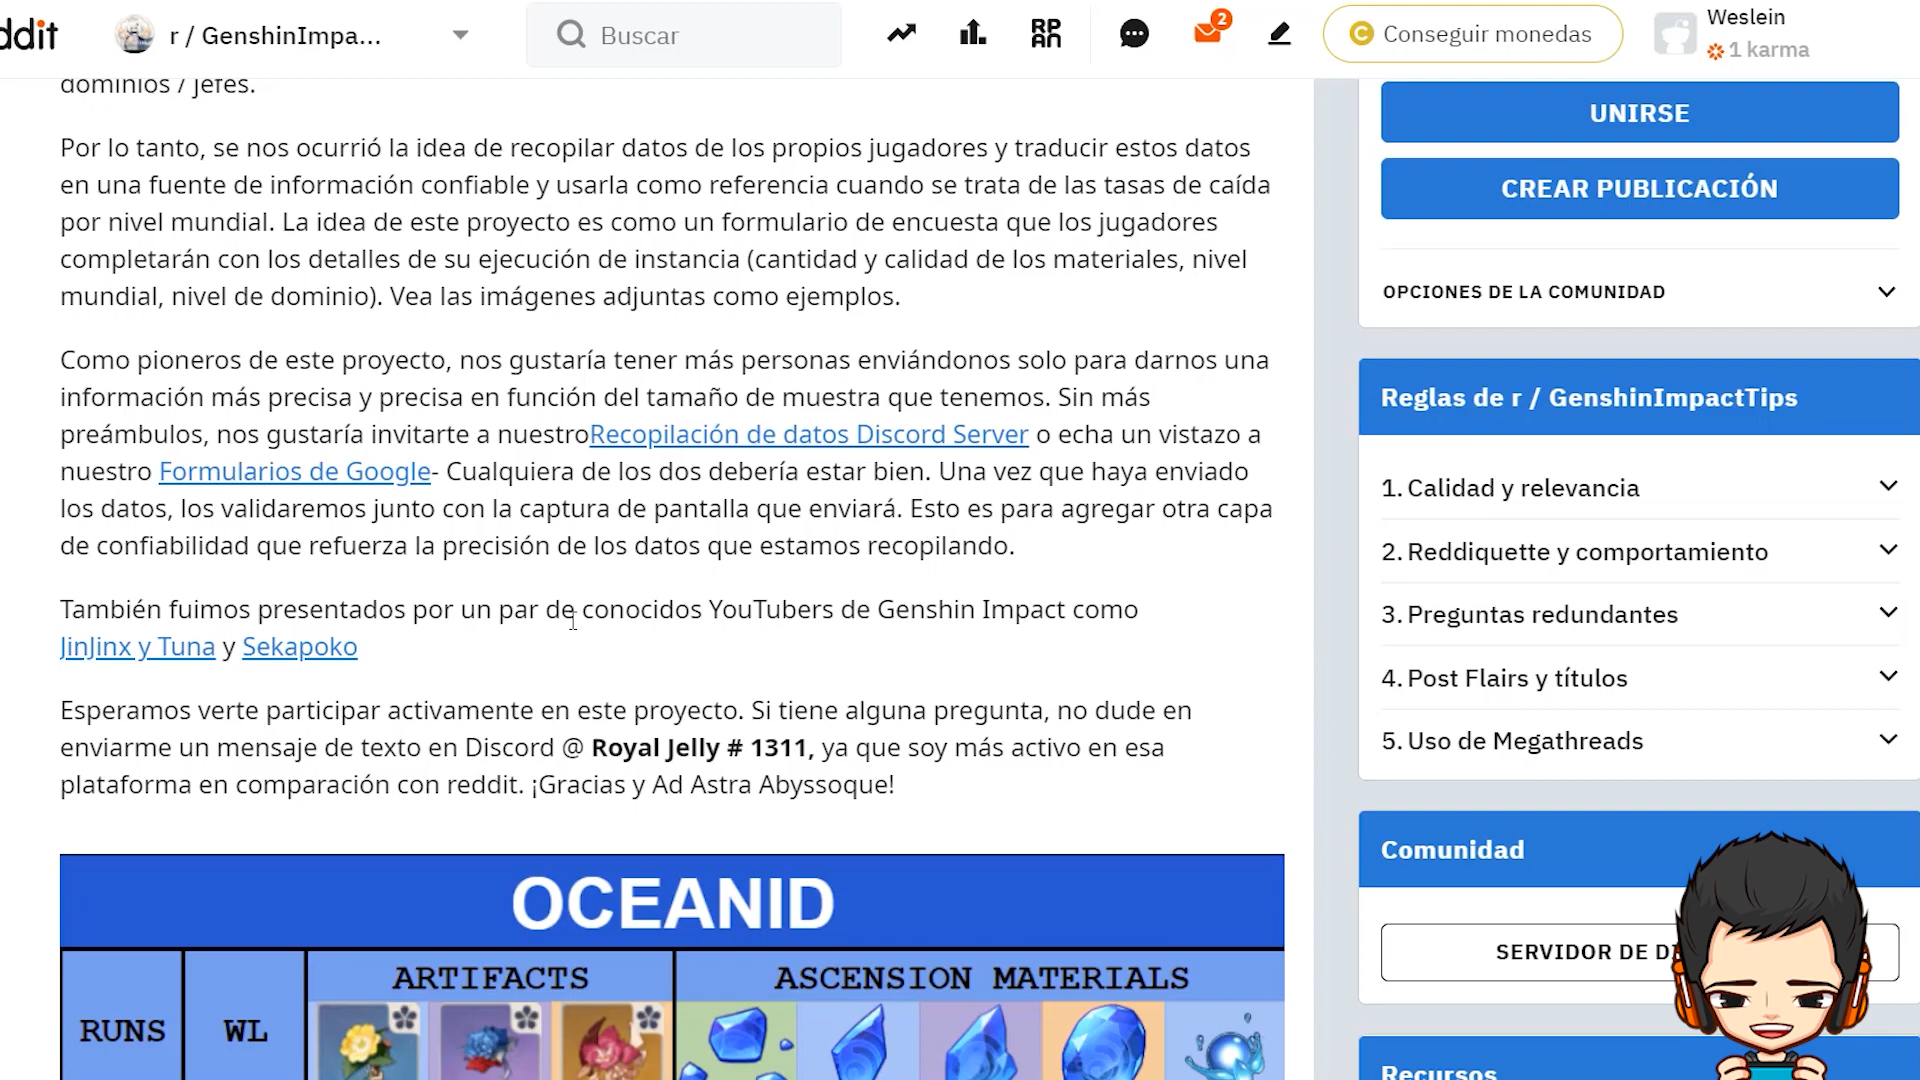 ddit
r / GenshinImpa...
Buscar
RPAN
2
Conseguir monedas
Weslein
1 karma
dominios / jefes.
Por lo tanto, se nos ocurrió la idea de recopilar datos de los propios jugadores y traducir estos datos
en una fuente de información confiable y usarla como referencia cuando se trata de las tasas de caída
por nivel mundial. La idea de este proyecto es como un formulario de encuesta que los jugadores
completarán con los detalles de su ejecución de instancia (cantidad y calidad de los materiales, nivel
mundial, nivel de dominio). Vea las imágenes adjuntas como ejemplos.
Como pioneros de este proyecto, nos gustaría tener más personas enviándonos solo para darnos una
información más precisa y precisa en función del tamaño de muestra que tenemos. Sin más
preámbulos, nos gustaría invitarte a nuestroRecopilación de datos Discord Server o echa un vistazo a
nuestro Formularios de Google- Cualquiera de los dos debería estar bien. Una vez que haya enviado
los datos, los validaremos junto con la captura de pantalla que enviará. Esto es para agregar otra capa
de confiabilidad que refuerza la precisión de los datos que estamos recopilando.
También fuimos presentados por un par de conocidos YouTubers de Genshin Impact como
JinJinx y Tuna y Sekapoko
Esperamos verte participar activamente en este proyecto. Si tiene alguna pregunta, no dude en
enviarme un mensaje de texto en Discord @ Royal Jelly # 1311, ya que soy más activo en esa
plataforma en comparación con reddit. ¡Gracias y Ad Astra Abyssoque!
OCEANID
RUNS
WL
ARTIFACTS
ASCENSION MATERIALS
UNIRSE
CREAR PUBLICACIÓN
OPCIONES DE LA COMUNIDAD
Reglas de r / GenshinImpactTips
1. Calidad y relevancia
2. Reddiquette y comportamiento
3. Preguntas redundantes
4. Post Flairs y títulos
5. Uso de Megathreads
Comunidad
SERVIDOR DE DI
Recursos